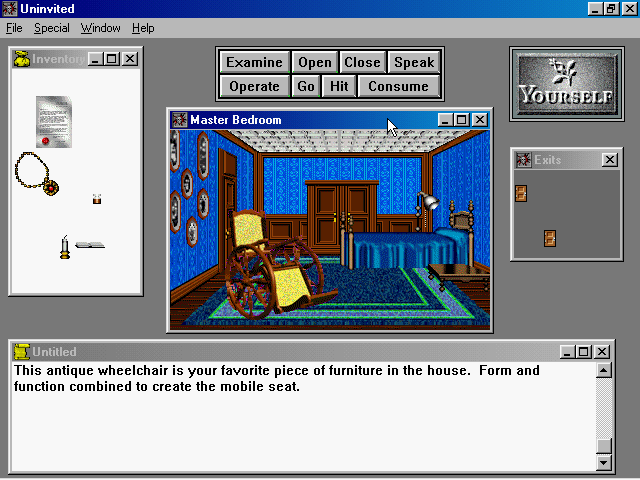 Uninvited
File Special Window Help
Inventory
Examine Open Close Speak
Operate Go Hit Consume
YOURSELF
Master Bedroom
Exits
Untitled
This antique wheelchair is your favorite piece of furniture in the house. Form and
function combined to create the mobile seat.